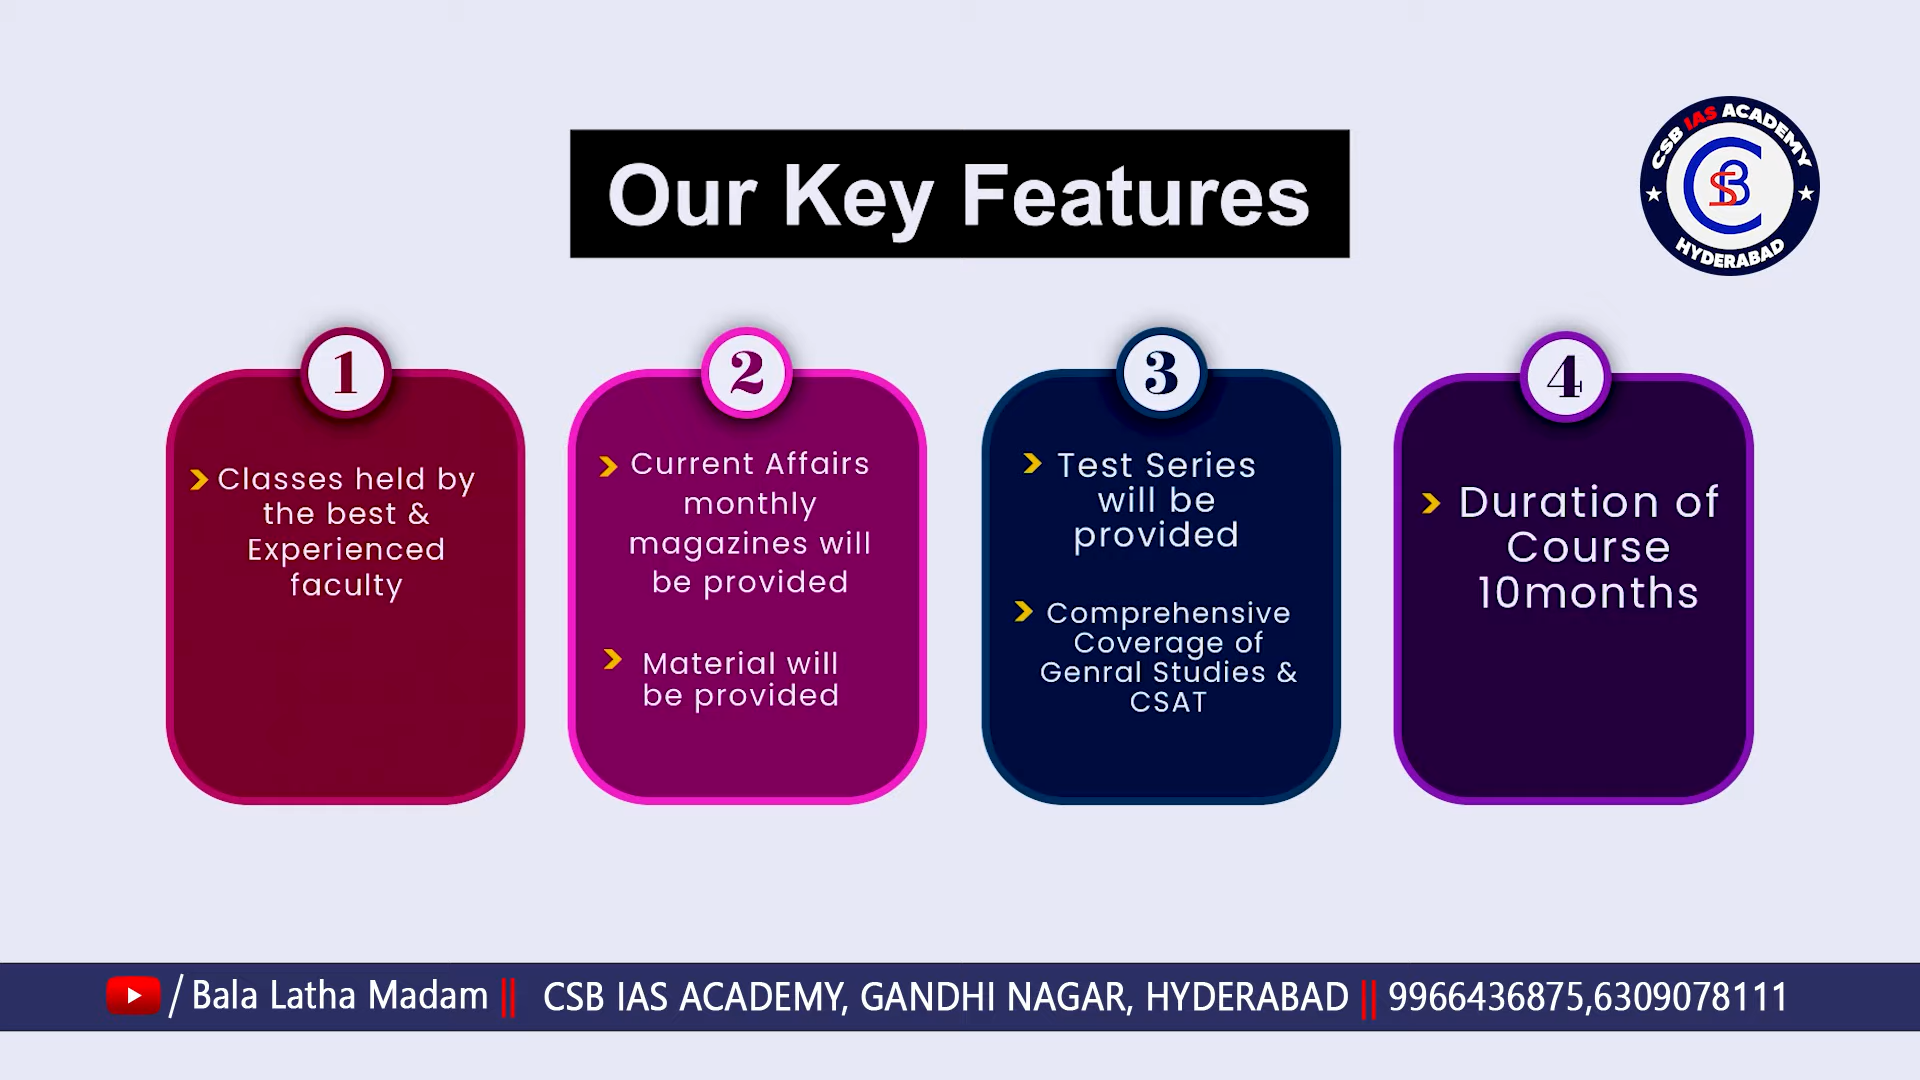 Our Key Features
CSB IAS ACADEMY
CSB
HYDERABAD
1
Classes held by
the best &
Experienced
faculty
2
Current Affairs
monthly
magazines will
be provided
Material will
be provided
3
Test Series
will be
provided
Comprehensive
Coverage of
Genral Studies &
CSAT
4
Duration of
Course
10months
/ Bala Latha Madam || CSB IAS ACADEMY, GANDHI NAGAR, HYDERABAD || 9966436875,6309078111